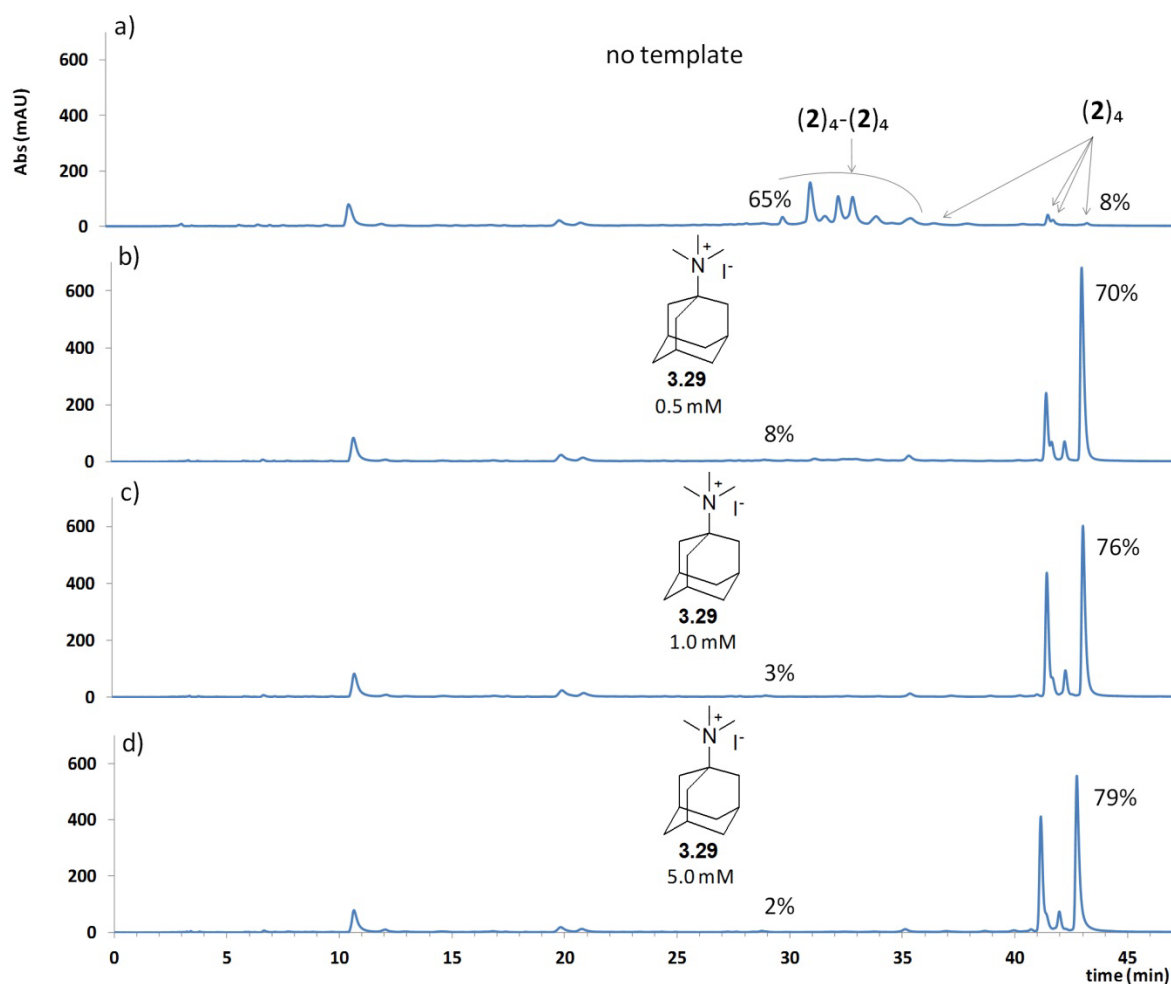 a)
no template
600
400
200
0
Abs (mAU)
(2)₄-(2)₄
(2)₄
65%
8%
b)
600
400
200
0
N
+
I-
3.29
0.5 mM
8%
70%
c)
600
400
200
0
N
+
I-
3.29
1.0 mM
3%
76%
d)
600
400
200
0
N
+
I-
3.29
5.0 mM
2%
79%
0 5 10 15 20 25 30 35 40 45
time (min)